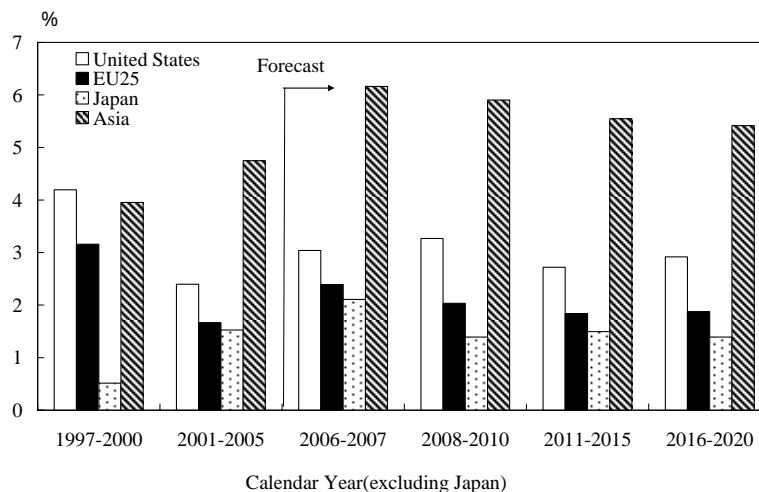 %
7
6
5
4
3
2
1
0
United States
EU25
Japan
Asia
Forecast
1997-2000 2001-2005 2006-2007 2008-2010 2011-2015 2016-2020
Calendar Year(excluding Japan)